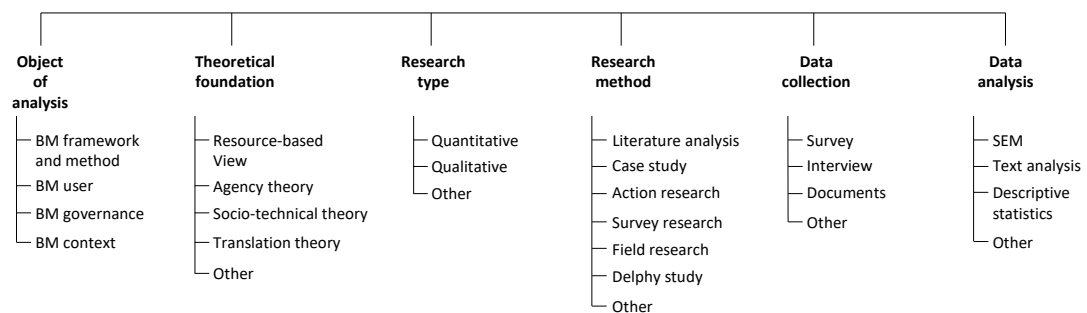 Object
of
analysis
BM framework
and method
BM user
BM governance
BM context
Theoretical
foundation
Resource-based
View
Agency theory
Socio-technical theory
Translation theory
Other
Research
type
Quantitative
Qualitative
Other
Research
method
Literature analysis
Case study
Action research
Survey research
Field research
Delphy study
Other
Data
collection
Survey
Interview
Documents
Other
Data
analysis
SEM
Text analysis
Descriptive
statistics
Other